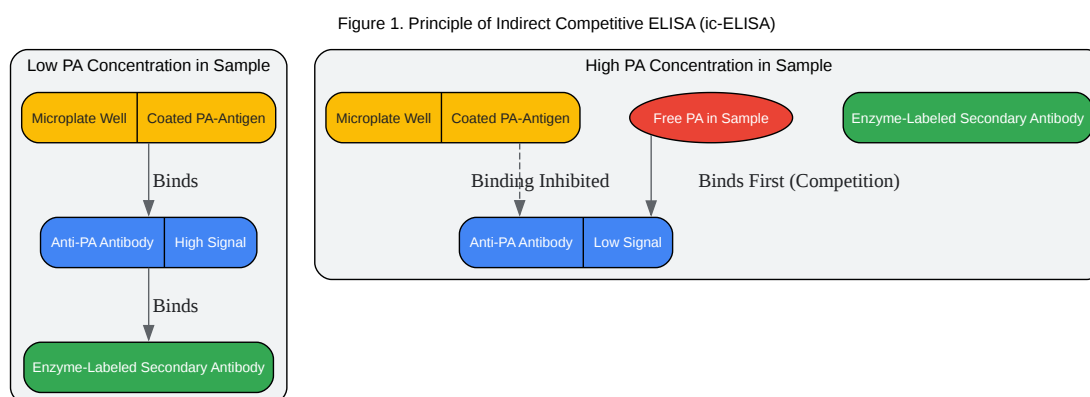 Figure 1. Principle of Indirect Competitive ELISA (ic-ELISA)
Low PA Concentration in Sample
Microplate Well
Coated PA-Antigen
Binds
Anti-PA Antibody
High Signal
Binds
Enzyme-Labeled Secondary Antibody
High PA Concentration in Sample
Microplate Well
Coated PA-Antigen
Free PA in Sample
Enzyme-Labeled Secondary Antibody
Binding Inhibited
Binds First (Competition)
Anti-PA Antibody
Low Signal